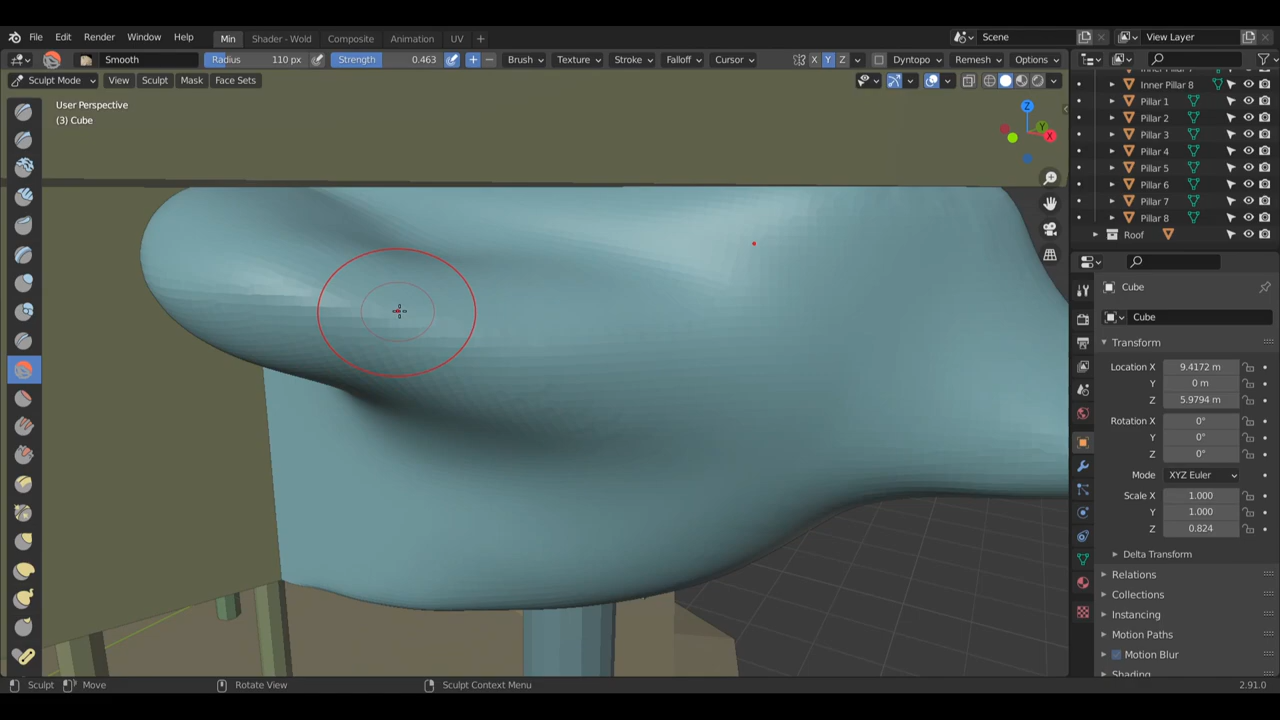 File Edit Render Window Help Min Shader - Wold Composite Animation UV Scene View Layer
Smooth Radius 110 px Strength 0.463 Brush Texture Stroke Falloff Cursor X Y Z Dyntopo Remesh Options
Sculpt Mode View Sculpt Mask Face Sets
User Perspective
(3) Cube
Z
Y
X
Inner Pillar 8
Pillar 1
Pillar 2
Pillar 3
Pillar 4
Pillar 5
Pillar 6
Pillar 7
Pillar 8
Roof
Cube
Cube
Transform
Location X 9.4172 m
Y 0 m
Z 5.9794 m
Rotation X 0°
Y 0°
Z 0°
Mode XYZ Euler
Scale X 1.000
Y 1.000
Z 0.824
Delta Transform
Relations
Collections
Instancing
Motion Paths
Motion Blur
Sculpt Move Rotate View Sculpt Context Menu 2.91.0